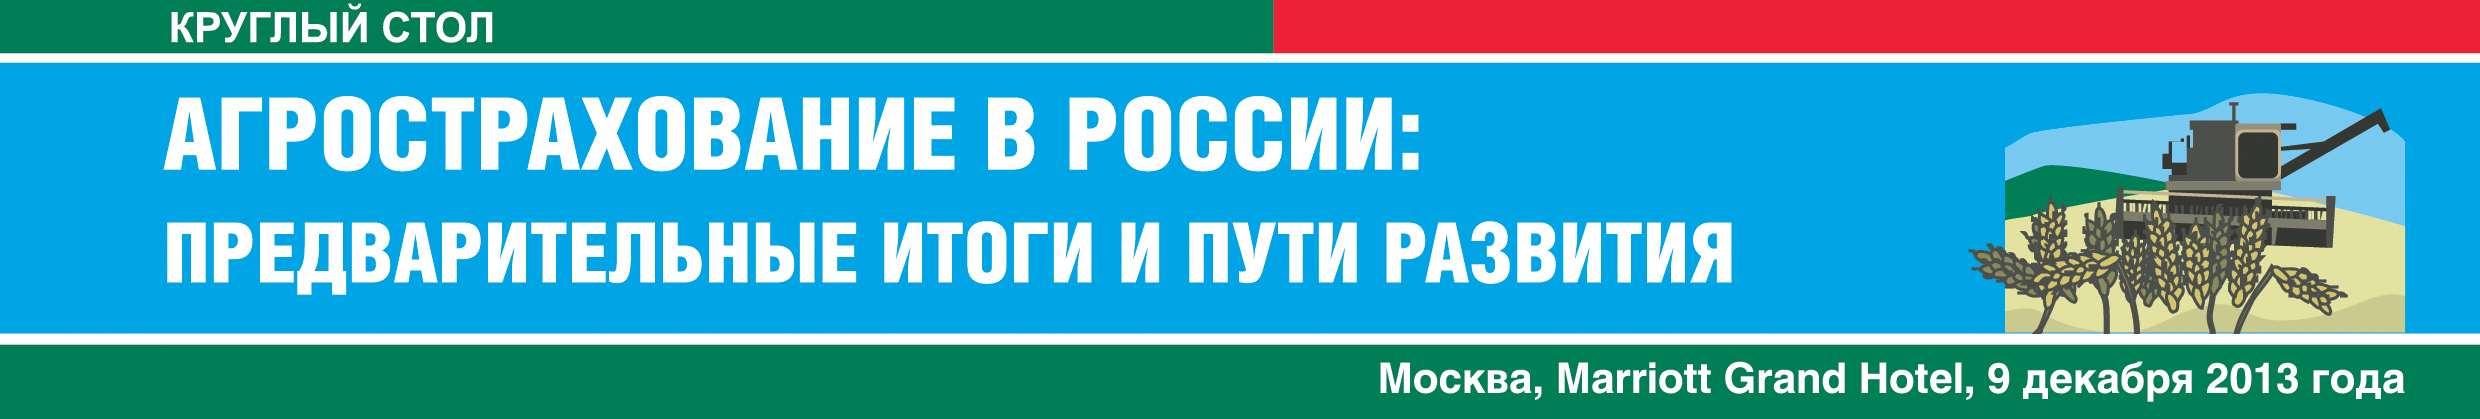 КРУГЛЫЙ СТОЛ
АГРОСТРАХОВАНИЕ В РОССИИ:
ПРЕДВАРИТЕЛЬНЫЕ ИТОГИ И ПУТИ РАЗВИТИЯ
Москва, Marriott Grand Hotel, 9 декабря 2013 года